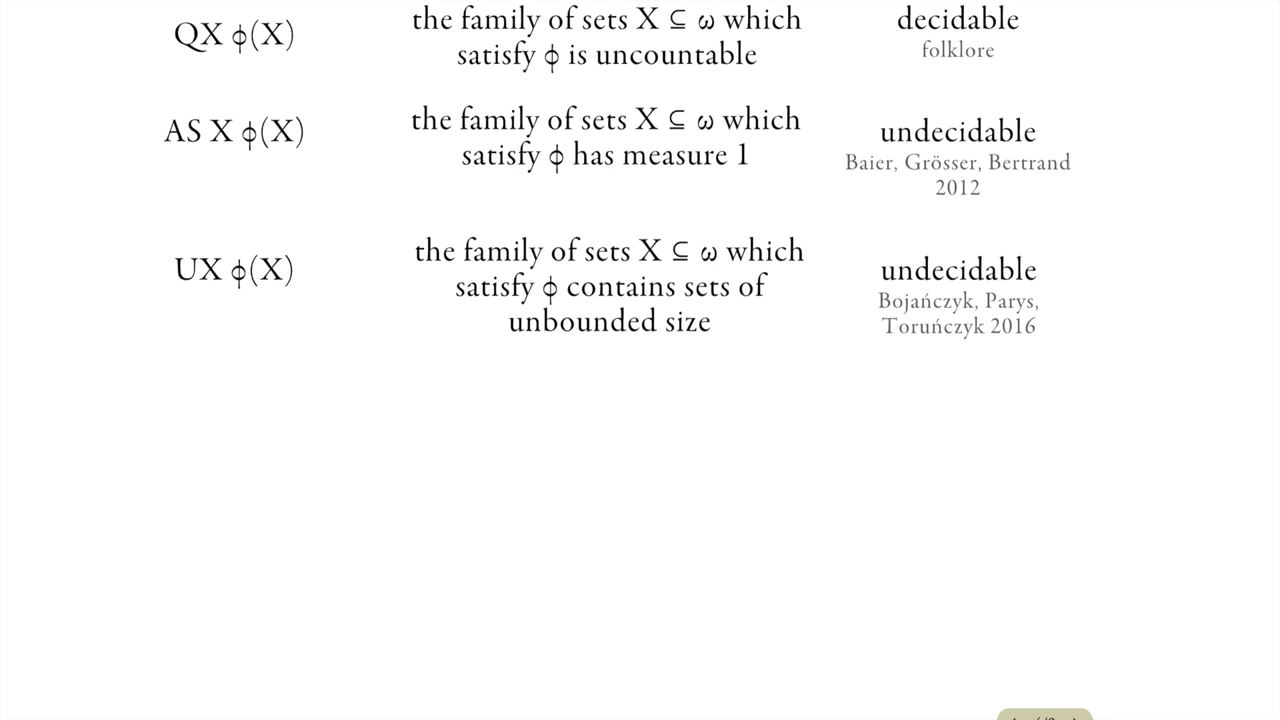 QX ϕ(X)
the family of sets X ⊆ ω which
satisfy ϕ is uncountable
decidable
folklore
AS X ϕ(X)
the family of sets X ⊆ ω which
satisfy ϕ has measure 1
undecidable
Baier, Grösser, Bertrand
2012
UX ϕ(X)
the family of sets X ⊆ ω which
satisfy ϕ contains sets of
unbounded size
undecidable
Bojańczyk, Parys,
Toruńczyk 2016